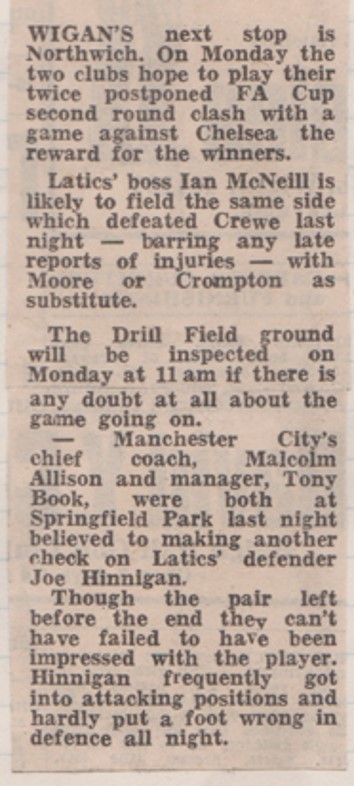 WIGAN'S next stop is
Northwich. On Monday the
two clubs hope to play their
twice postponed FA Cup
second round clash with a
game against Chelsea the
reward for the winners.
Latics' boss Ian McNeill is
likely to field the same side
which defeated Crewe last
night — barring any late
reports of injuries — with
Moore or Crompton as
substitute.
The Drill Field ground
will be inspected on
Monday at 11 am if there is
any doubt at all about the
game going on.
— Manchester City's
chief coach, Malcolm
Allison and manager, Tony
Book, were both at
Springfield Park last night
believed to making another
check on Latics' defender
Joe Hinnigan.
Though the pair left
before the end they can't
have failed to have been
impressed with the player.
Hinnigan frequently got
into attacking positions and
hardly put a foot wrong in
defence all night.